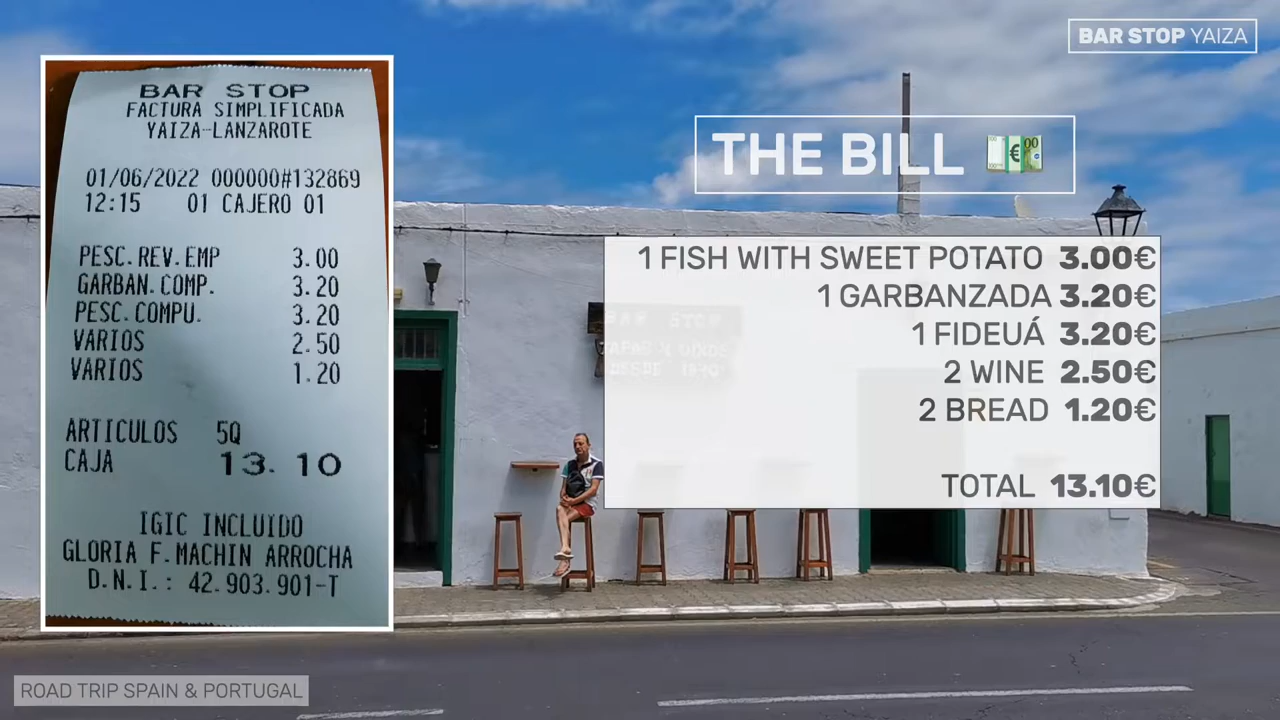 BAR STOP YAIZA
BAR STOP
FACTURA SIMPLIFICADA
YAIZA-LANZAROTE
01/06/2022 000000#132869
12:15 01 CAJERO 01
PESC.REV.EMP 3.00
GARBAN.COMP. 3.20
PESC.COMPU. 3.20
VARIOS 2.50
VARIOS 1.20
ARTICULOS 5Q
CAJA 13.10
IGIC INCLUIDO
GLORIA F.MACHIN ARROCHA
D.N.I.: 42.903.901-T
THE BILL
1 FISH WITH SWEET POTATO 3.00€
1 GARBANZADA 3.20€
1 FIDEUÁ 3.20€
2 WINE 2.50€
2 BREAD 1.20€
TOTAL 13.10€
BAR STOP
ROAD TRIP SPAIN & PORTUGAL